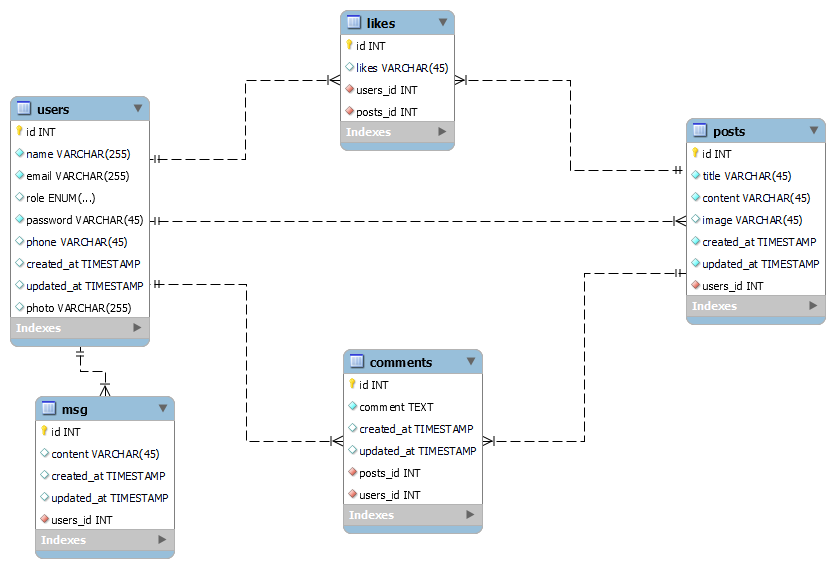 likes
id INT
likes VARCHAR(45)
users_id INT
posts_id INT
Indexes
users
id INT
name VARCHAR(255)
email VARCHAR(255)
role ENUM(...)
password VARCHAR(45)
phone VARCHAR(45)
created_at TIMESTAMP
updated_at TIMESTAMP
photo VARCHAR(255)
Indexes
posts
id INT
title VARCHAR(45)
content VARCHAR(45)
image VARCHAR(45)
created_at TIMESTAMP
updated_at TIMESTAMP
users_id INT
Indexes
comments
id INT
comment TEXT
created_at TIMESTAMP
updated_at TIMESTAMP
posts_id INT
users_id INT
Indexes
msg
id INT
content VARCHAR(45)
created_at TIMESTAMP
updated_at TIMESTAMP
users_id INT
Indexes